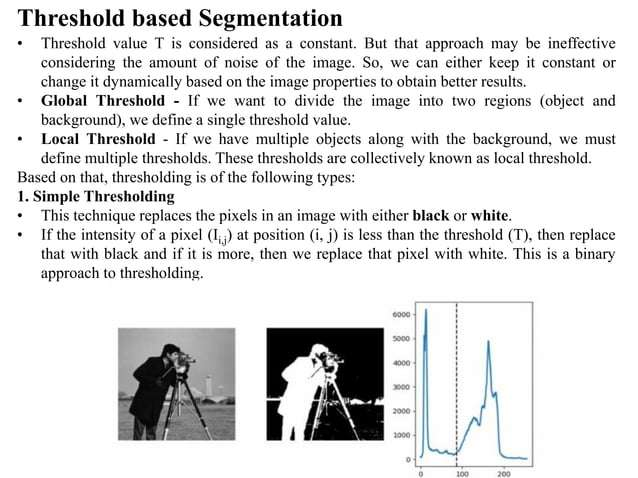 Threshold based Segmentation
• Threshold value T is considered as a constant. But that approach may be ineffective
considering the amount of noise of the image. So, we can either keep it constant or
change it dynamically based on the image properties to obtain better results.
• Global Threshold - If we want to divide the image into two regions (object and
background), we define a single threshold value.
• Local Threshold - If we have multiple objects along with the background, we must
define multiple thresholds. These thresholds are collectively known as local threshold.
Based on that, thresholding is of the following types:
1. Simple Thresholding
• This technique replaces the pixels in an image with either black or white.
• If the intensity of a pixel (Ii,j) at position (i, j) is less than the threshold (T), then replace
that with black and if it is more, then we replace that pixel with white. This is a binary
approach to thresholding.
6000
5000
4000
3000
2000
1000
0
0 100 200